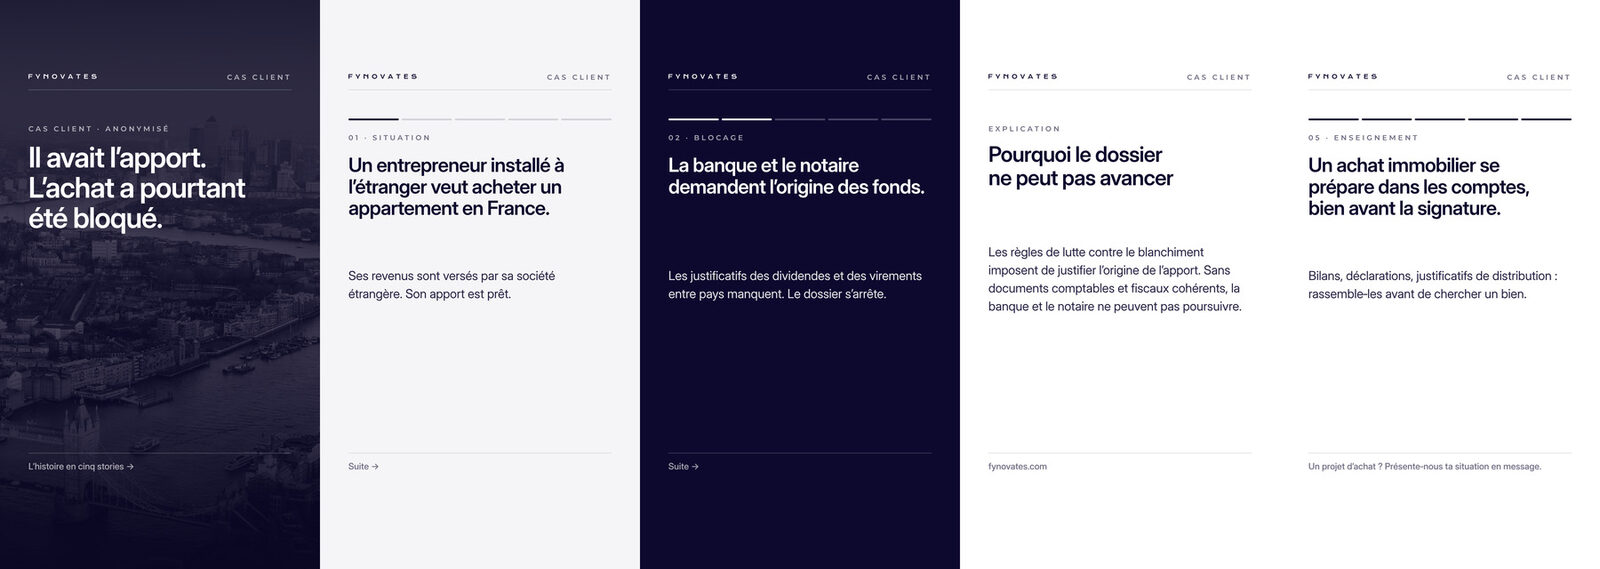 FYNOVATES
CAS CLIENT
CAS CLIENT · ANONYMISÉ
Il avait l’apport.
L’achat a pourtant
été bloqué.
L’histoire en cinq stories →
FYNOVATES
CAS CLIENT
01 · SITUATION
Un entrepreneur installé à
l’étranger veut acheter un
appartement en France.
Ses revenus sont versés par sa société
étrangère. Son apport est prêt.
Suite →
FYNOVATES
CAS CLIENT
02 · BLOCAGE
La banque et le notaire
demandent l’origine des fonds.
Les justificatifs des dividendes et des virements
entre pays manquent. Le dossier s’arrête.
Suite →
FYNOVATES
CAS CLIENT
EXPLICATION
Pourquoi le dossier
ne peut pas avancer
Les règles de lutte contre le blanchiment
imposent de justifier l’origine de l’apport. Sans
documents comptables et fiscaux cohérents, la
banque et le notaire ne peuvent pas poursuivre.
fynovates.com
FYNOVATES
CAS CLIENT
05 · ENSEIGNEMENT
Un achat immobilier se
prépare dans les comptes,
bien avant la signature.
Bilans, déclarations, justificatifs de distribution :
rassemble-les avant de chercher un bien.
Un projet d’achat ? Présente-nous ta situation en message.